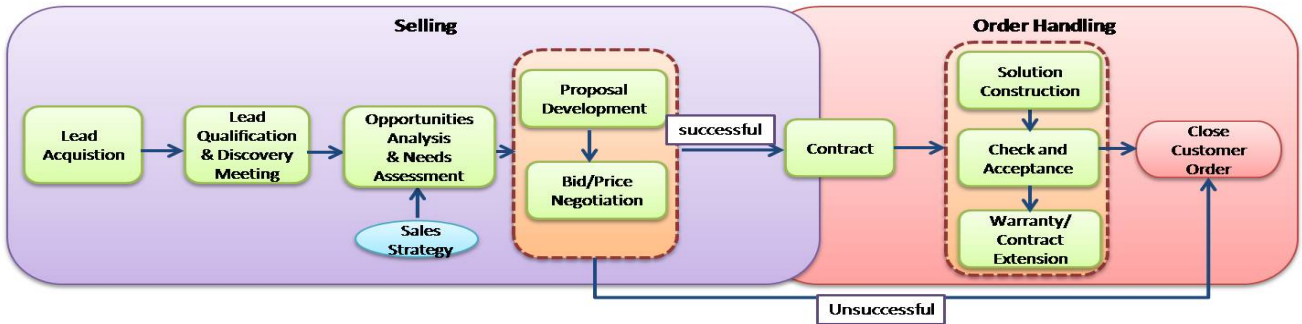 Selling
Order Handling
Lead
Acquistion
Lead
Qualification
& Discovery
Meeting
Opportunities
Analysis
& Needs
Assessment
Sales
Strategy
Proposal
Development
Bid/Price
Negotiation
successful
Contract
Solution
Construction
Check and
Acceptance
Warranty/
Contract
Extension
Close
Customer
Order
Unsuccessful